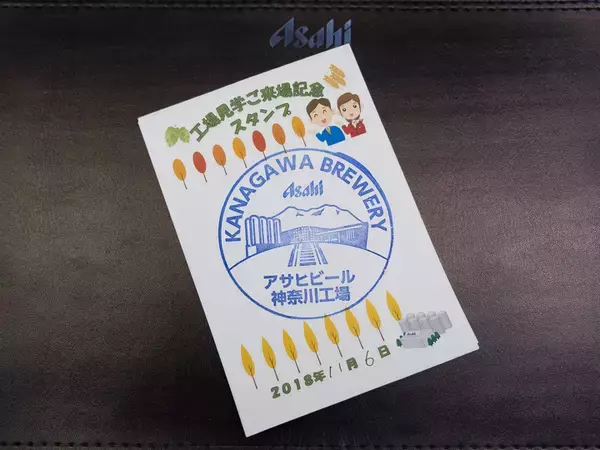 Asahi
工場見学ご来場記念
スタンプ
KANAGAWA BREWERY
Asahi
アサヒビール
神奈川工場
2018年11月6日